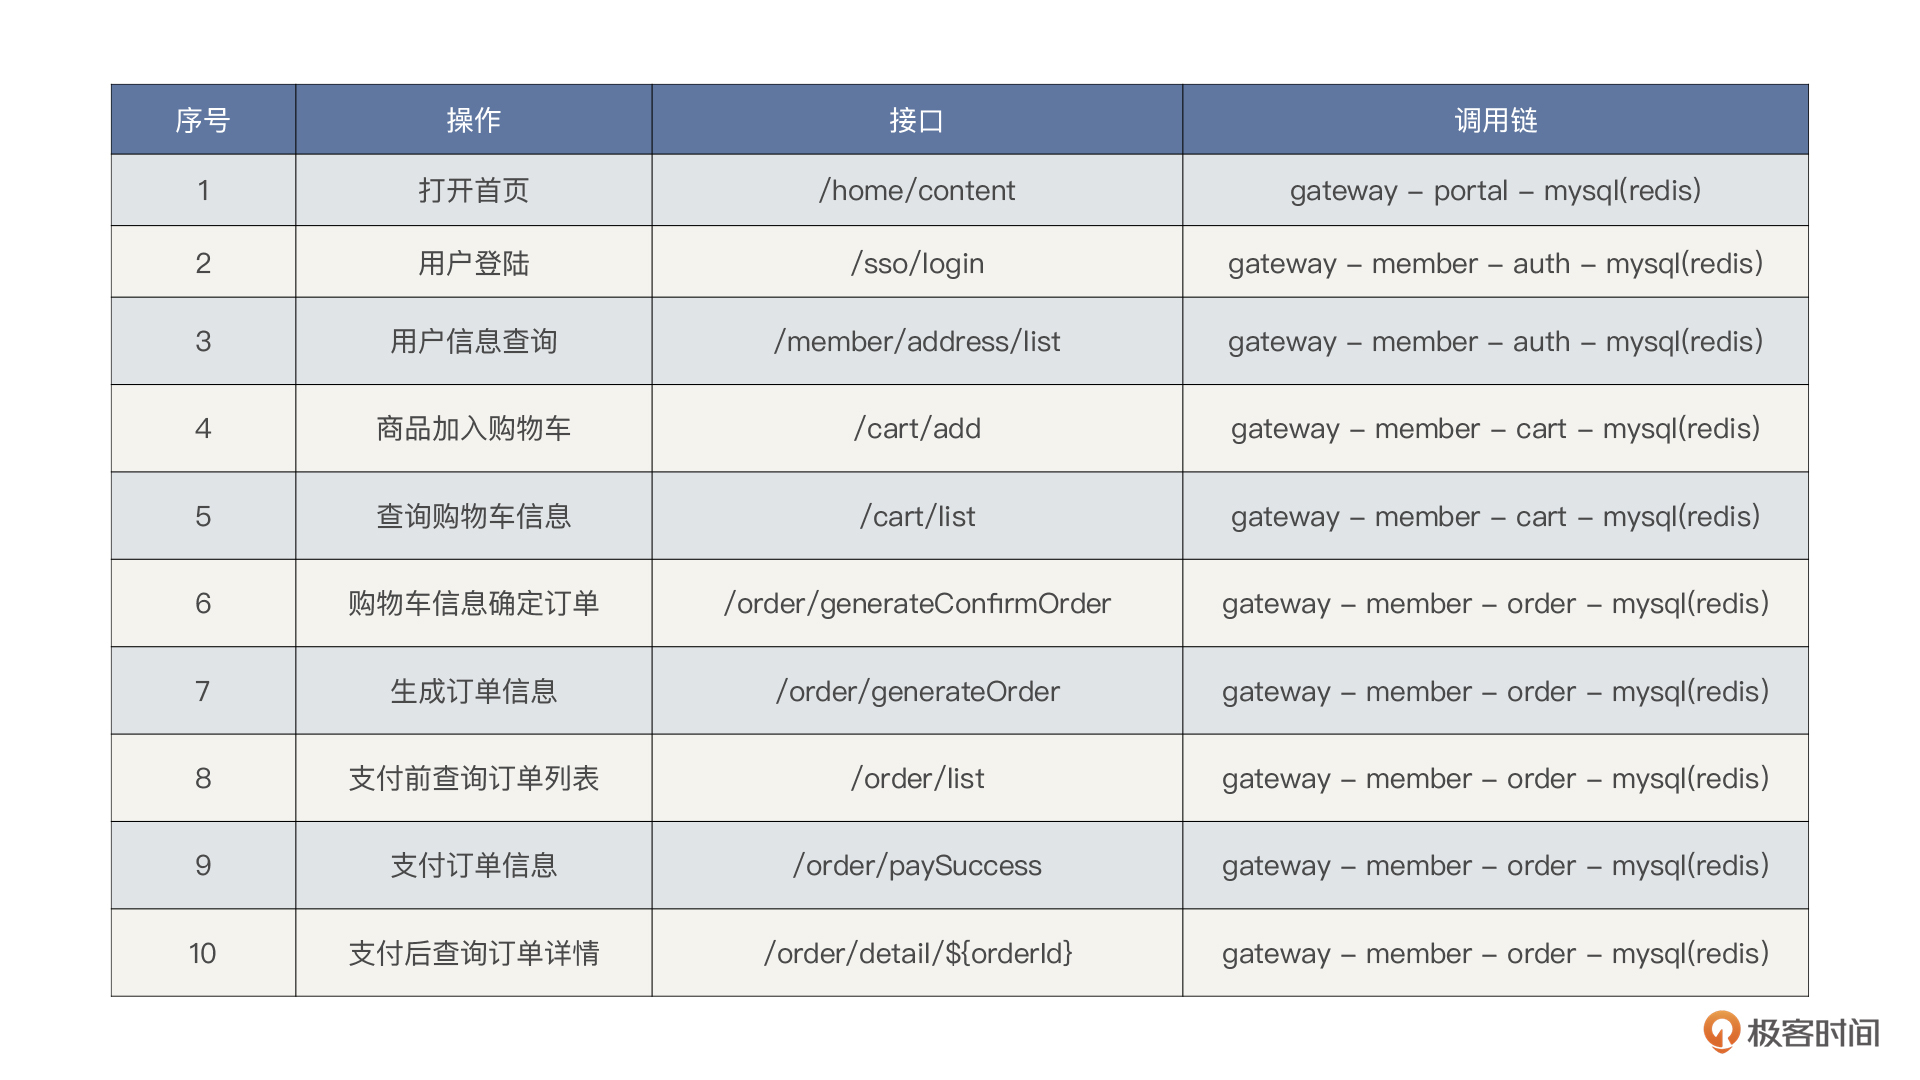 序号 操作 接口 调用链
1 打开首页 /home/content gateway – portal – mysql(redis)
2 用户登陆 /sso/login gateway – member – auth – mysql(redis)
3 用户信息查询 /member/address/list gateway – member – auth – mysql(redis)
4 商品加入购物车 /cart/add gateway – member – cart – mysql(redis)
5 查询购物车信息 /cart/list gateway – member – cart – mysql(redis)
6 购物车信息确定订单 /order/generateConfirmOrder gateway – member – order – mysql(redis)
7 生成订单信息 /order/generateOrder gateway – member – order – mysql(redis)
8 支付前查询订单列表 /order/list gateway – member – order – mysql(redis)
9 支付订单信息 /order/paySuccess gateway – member – order – mysql(redis)
10 支付后查询订单详情 /order/detail/${orderId} gateway – member – order – mysql(redis)
极客时间